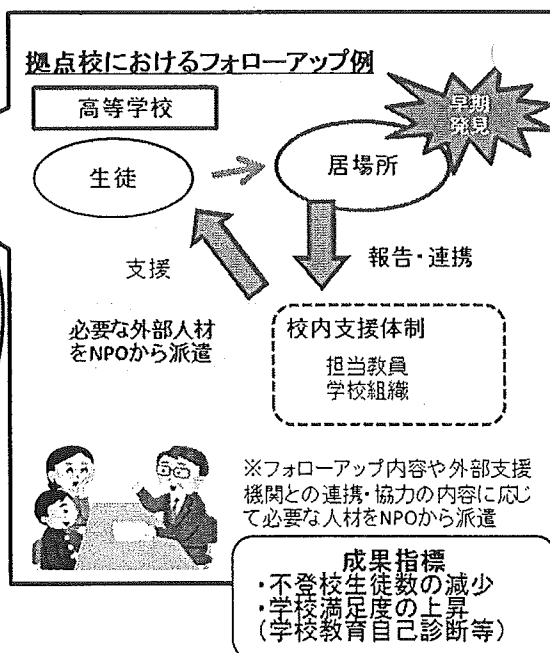 拠点校におけるフォローアップ例
高等学校
早期
発見
生徒
居場所
支援
報告・連携
必要な外部人材
をNPOから派遣
校内支援体制
担当教員
学校組織
※フォローアップ内容や外部支援
機関との連携・協力の内容に応じ
て必要な人材をNPOから派遣
成果指標
・不登校生徒数の減少
・学校満足度の上昇
(学校教育自己診断等)